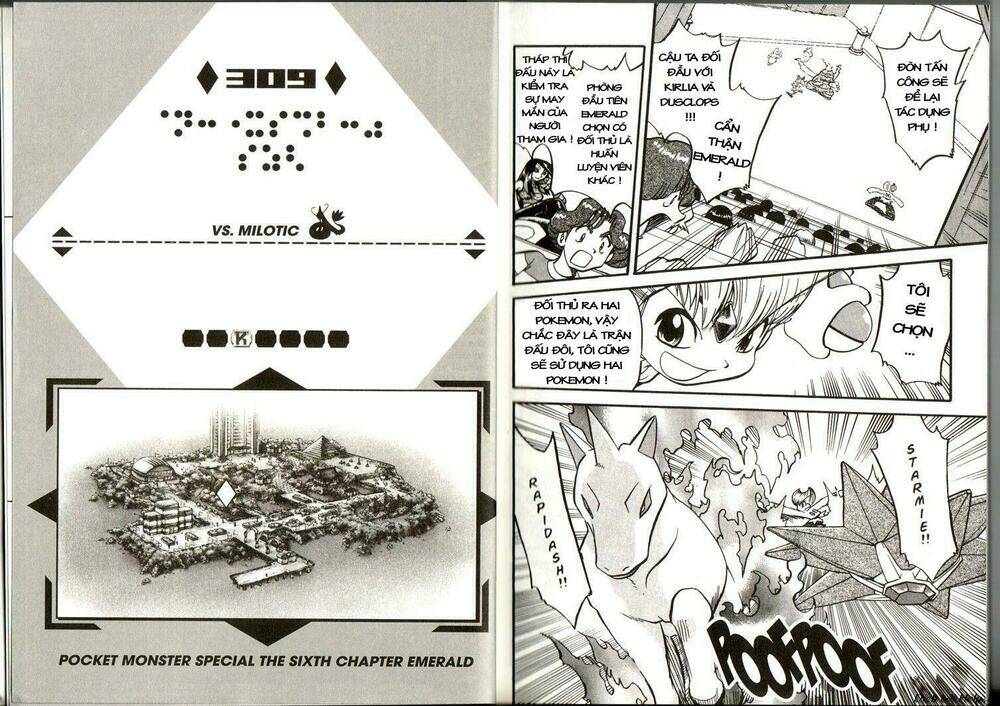 309
VS. MILOTIC
K
POCKET MONSTER SPECIAL THE SIXTH CHAPTER EMERALD
ĐÒN TẤN
CÔNG SẼ
ĐỂ LẠI
TÁC DỤNG
PHỤ !
CẬU TA ĐỐI
ĐẦU VỚI
KIRLIA VÀ
DUSCLOPS
!!!
CẨN
THẬN
EMERALD
!
PHÒNG
ĐẦU TIÊN
EMERALD
CHỌN CÓ
ĐỐI THỦ LÀ
HUẤN
LUYỆN VIÊN
KHÁC !
THÁP THI
ĐẤU NÀY LÀ
KIỂM TRA
SỰ MAY
MẮN CỦA
NGƯỜI
THAM GIA !
TÔI
SẼ
CHỌN
...
ĐỐI THỦ RA HAI
POKEMON, VẬY
CHẮC ĐÂY LÀ TRẬN
ĐẤU ĐÔI, TÔI CŨNG
SẼ SỬ DỤNG HAI
POKEMON !
STARMIE!!
RAPIDASH!!
POOF POOF